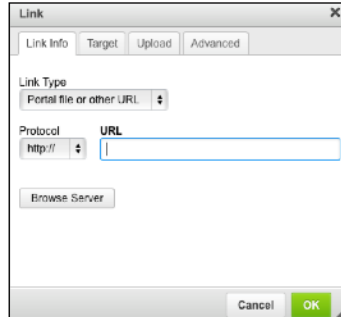 Link
Link Info Target Upload Advanced
Link Type
Portal file or other URL
Protocol URL
http://
Browse Server
Cancel OK